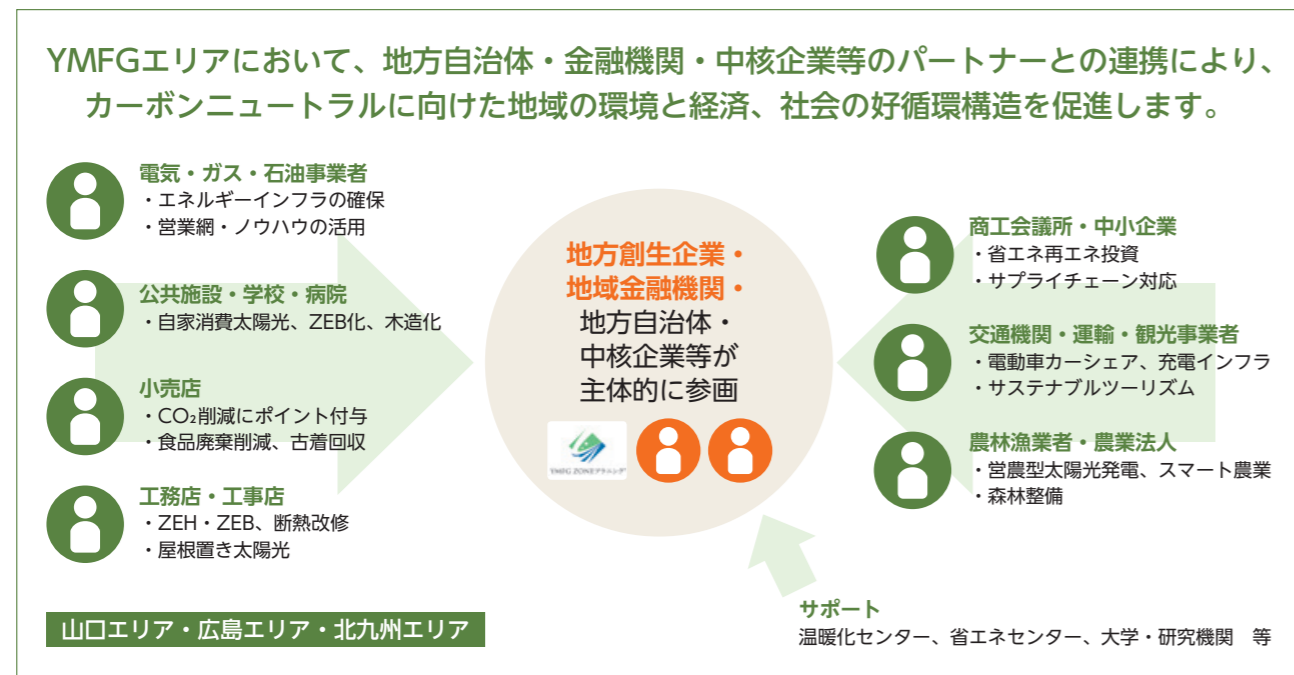 YMFGエリアにおいて、地方自治体・金融機関・中核企業等のパートナーとの連携により、
カーボンニュートラルに向けた地域の環境と経済、社会の好循環構造を促進します。
電気・ガス・石油事業者
・エネルギーインフラの確保
・営業網・ノウハウの活用
公共施設・学校・病院
・自家消費太陽光、ZEB化、木造化
小売店
・CO₂削減にポイント付与
・食品廃棄削減、古着回収
工務店・工事店
・ZEH・ZEB、断熱改修
・屋根置き太陽光
山口エリア・広島エリア・北九州エリア
地方創生企業・
地域金融機関・
地方自治体・
中核企業等が
主体的に参画
YMFG ZONEプラニング
商工会議所・中小企業
・省エネ再エネ投資
・サプライチェーン対応
交通機関・運輸・観光事業者
・電動車カーシェア、充電インフラ
・サステナブルツーリズム
農林漁業者・農業法人
・営農型太陽光発電、スマート農業
・森林整備
サポート
温暖化センター、省エネセンター、大学・研究機関　等